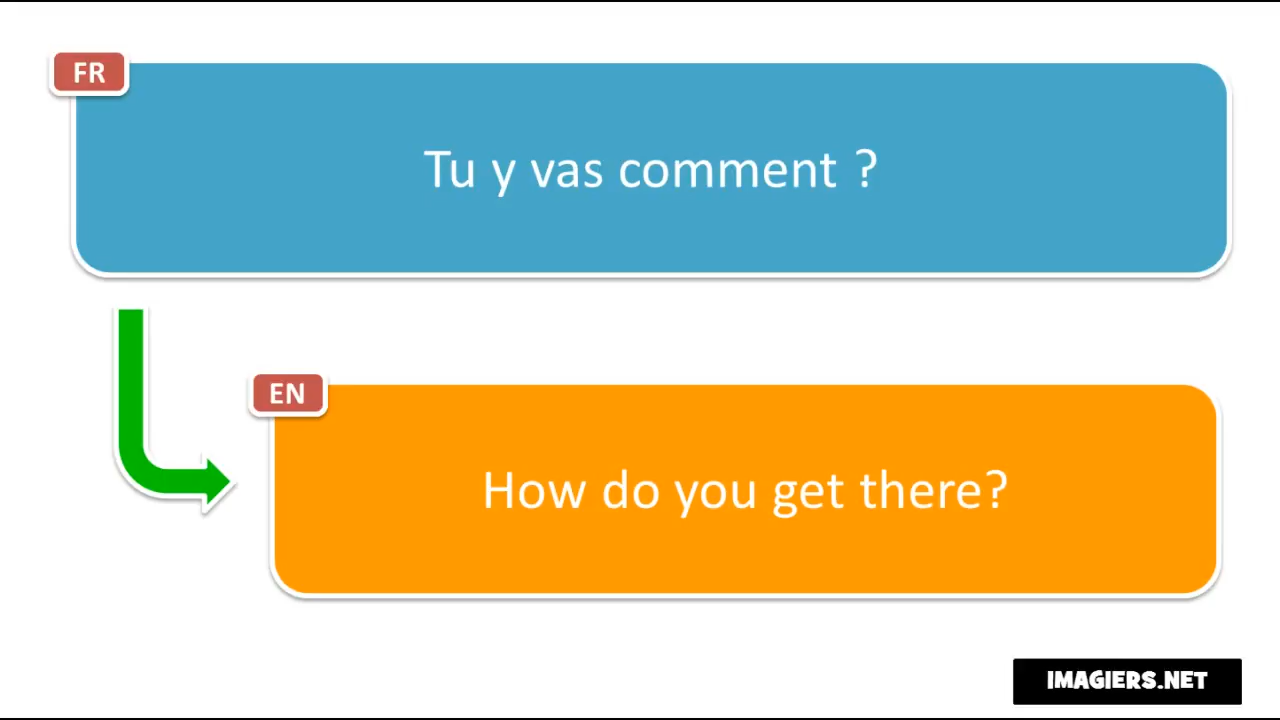 FR
Tu y vas comment ?
EN
How do you get there?
IMAGIERS.NET